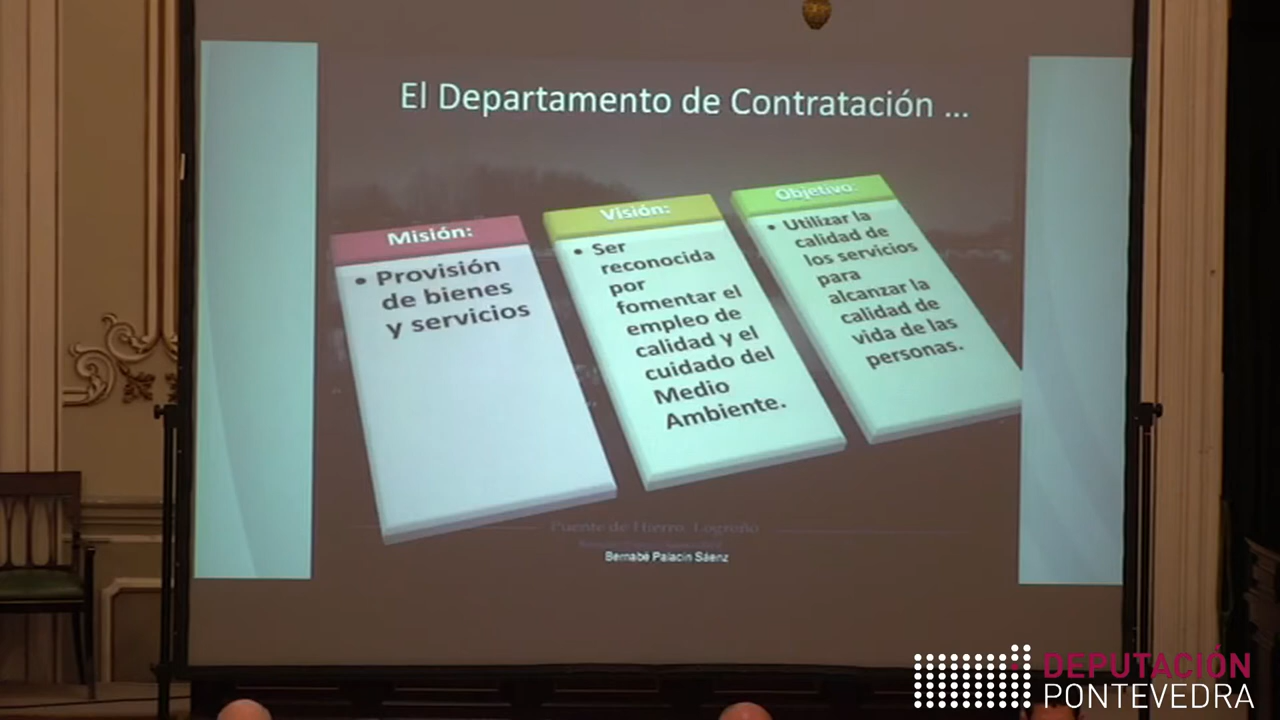 El Departamento de Contratación ...
Misión:
• Provisión
de bienes
y servicios
Visión:
• Ser
reconocida
por
fomentar el
empleo de
calidad y el
cuidado del
Medio
Ambiente.
Objetivo:
• Utilizar la
calidad de
los servicios
para
alcanzar la
calidad de
vida de las
personas.
Puente de Hierro, Logroño
Bernabé Palacín Sáenz
DEPUTACIÓN
PONTEVEDRA